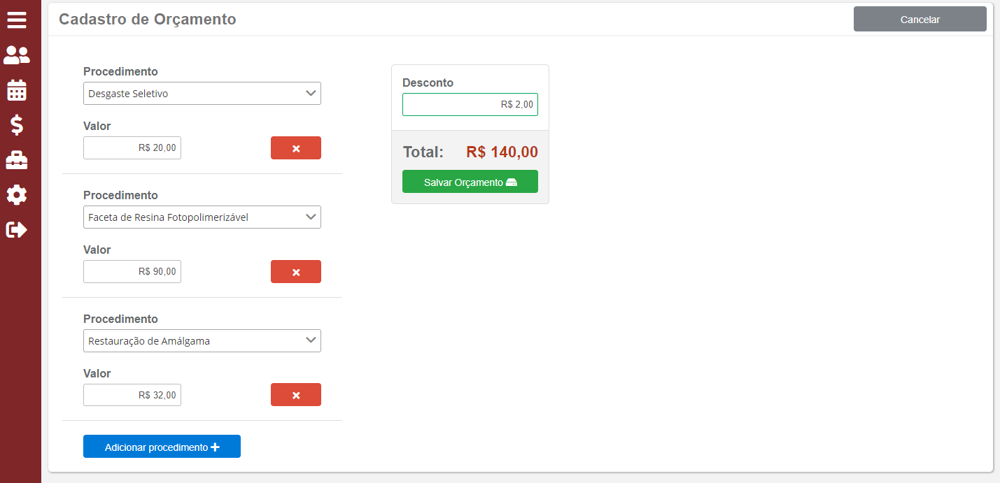 Cadastro de Orçamento
Cancelar
Procedimento
Desgaste Seletivo
Valor
R$ 20,00
Procedimento
Faceta de Resina Fotopolimerizável
Valor
R$ 90,00
Procedimento
Restauração de Amálgama
Valor
R$ 32,00
Adicionar procedimento
Desconto
R$ 2,00
Total: R$ 140,00
Salvar Orçamento